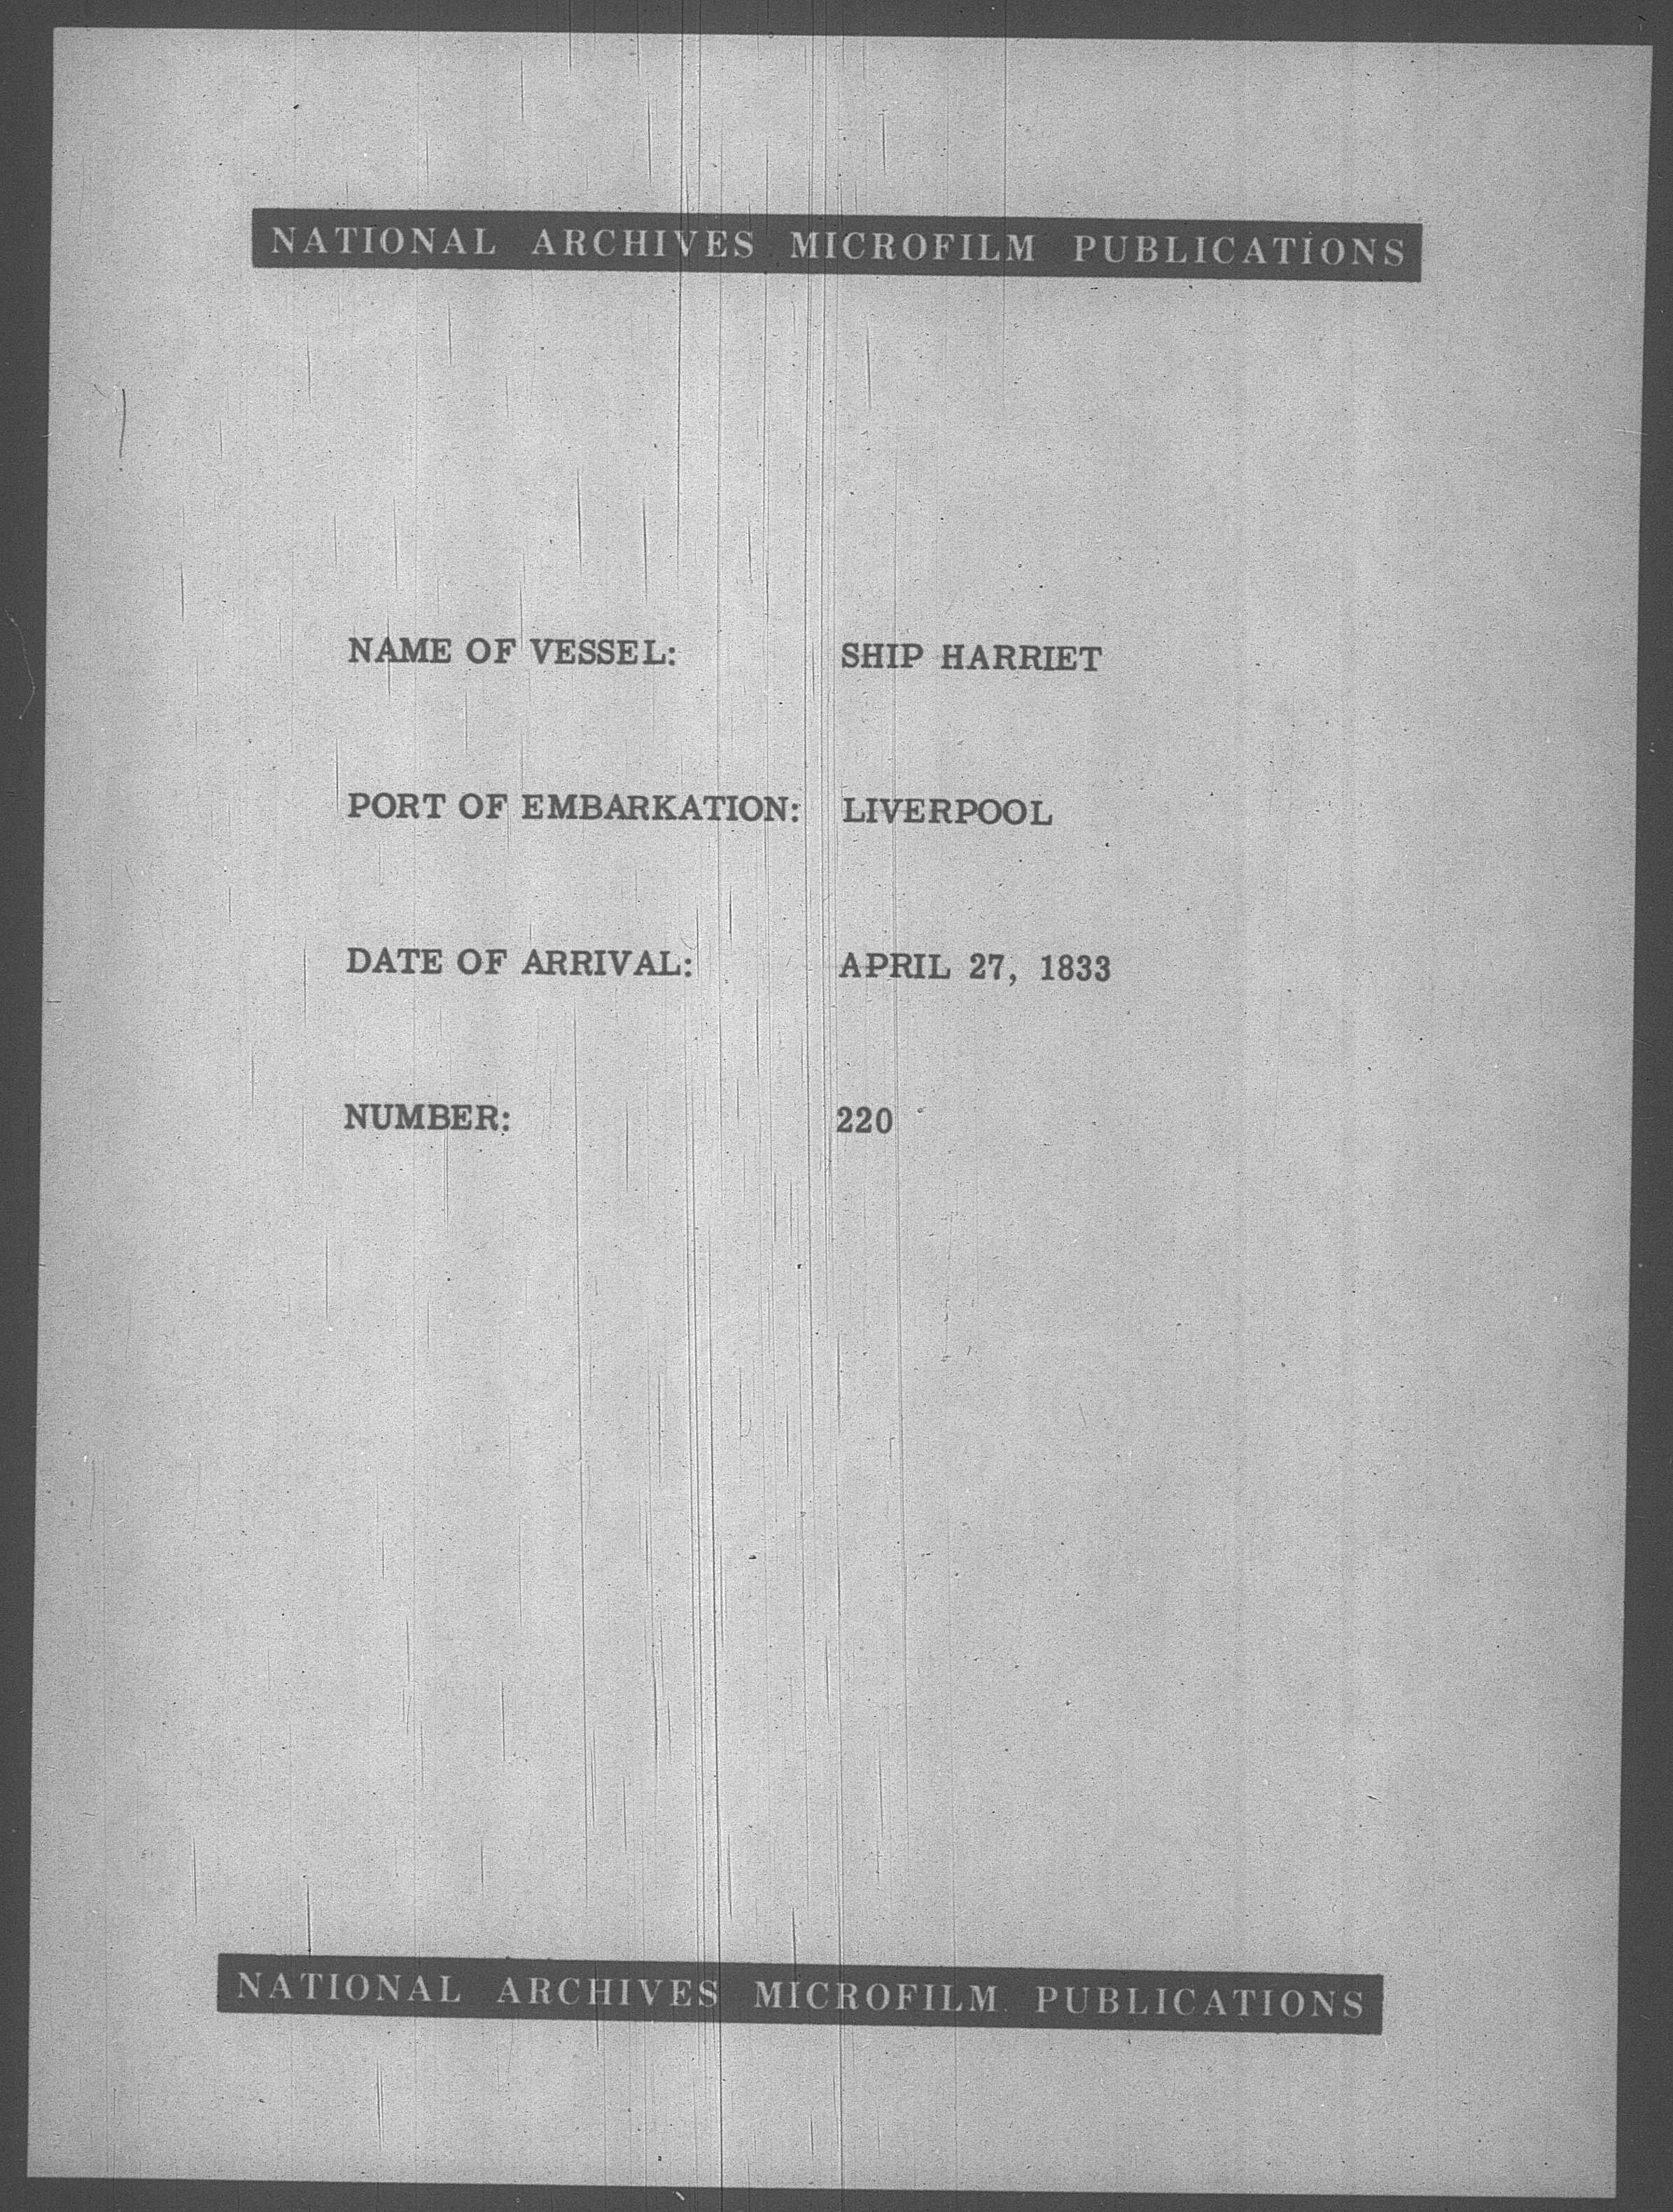 NATIONAL ARCHIVES MICROFILM PUBLICATIONS
NAME OF VESSEL: SHIP HARRIET
PORT OF EMBARKATION: LIVERPOOL
DATE OF ARRIVAL: APRIL 27, 1833
NUMBER: 220
NATIONAL ARCHIVES MICROFILM PUBLICATIONS